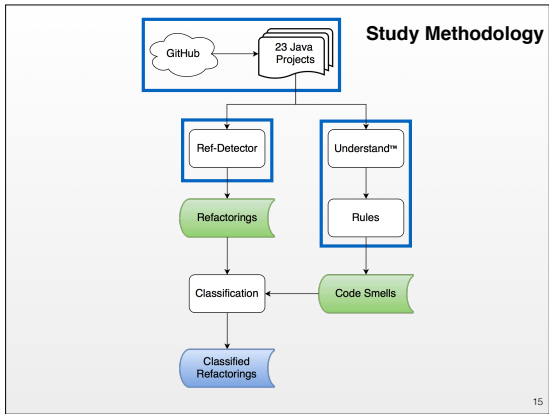 Study Methodology
GitHub
23 Java
Projects
Ref-Detector
Understand™
Refactorings
Rules
Classification
Code Smells
Classified
Refactorings
15